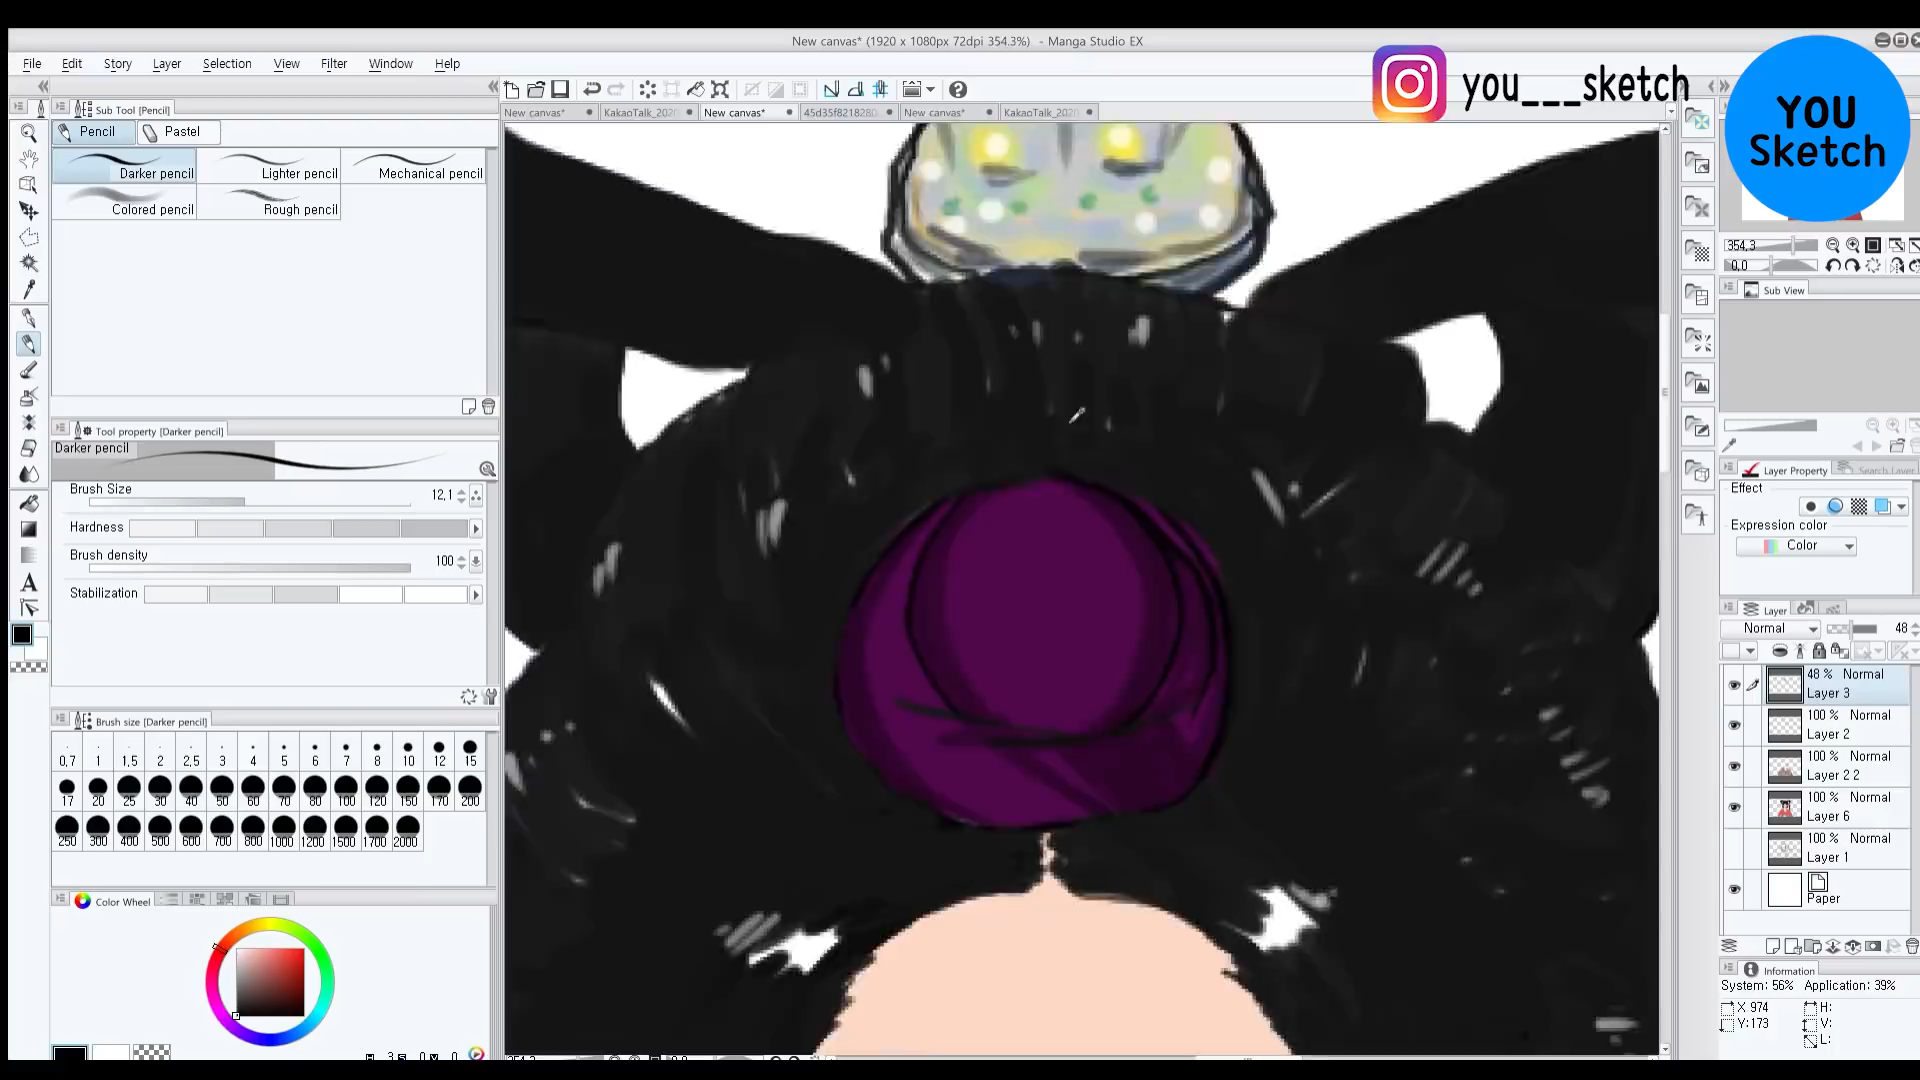 New canvas* (1920 x 1080px 72dpi 354.3%) - Manga Studio EX
File Edit Story Layer Selection View Filter Window Help
you___sketch
YOU
Sketch
Sub Tool [Pencil]
New canvas* KakaoTalk_202( New canvas* 45d35f8218280. New canvas* KakaoTalk_202(
Pencil Pastel
Darker pencil Lighter pencil Mechanical pencil
Colored pencil Rough pencil
Tool property [Darker pencil]
Darker pencil
Brush Size 12,1
Hardness
Brush density 100
Stabilization
Brush size [Darker pencil]
0,7 1 1,5 2 2,5 3 4 5 6 7 8 10 12 15
17 20 25 30 40 50 60 70 80 100 120 150 170 200
250 300 400 500 600 700 800 1000 1200 1500 1700 2000
Color Wheel
354,3
0,0
Sub View
Layer Property Search Layer
Effect
Expression color
Color
Layer
Normal 48
48 % Normal
Layer 3
100 % Normal
Layer 2
100 % Normal
Layer 2 2
100 % Normal
Layer 6
100 % Normal
Layer 1
Paper
Information
System: 56% Application: 39%
X 974 H:
Y:173 V:
L: